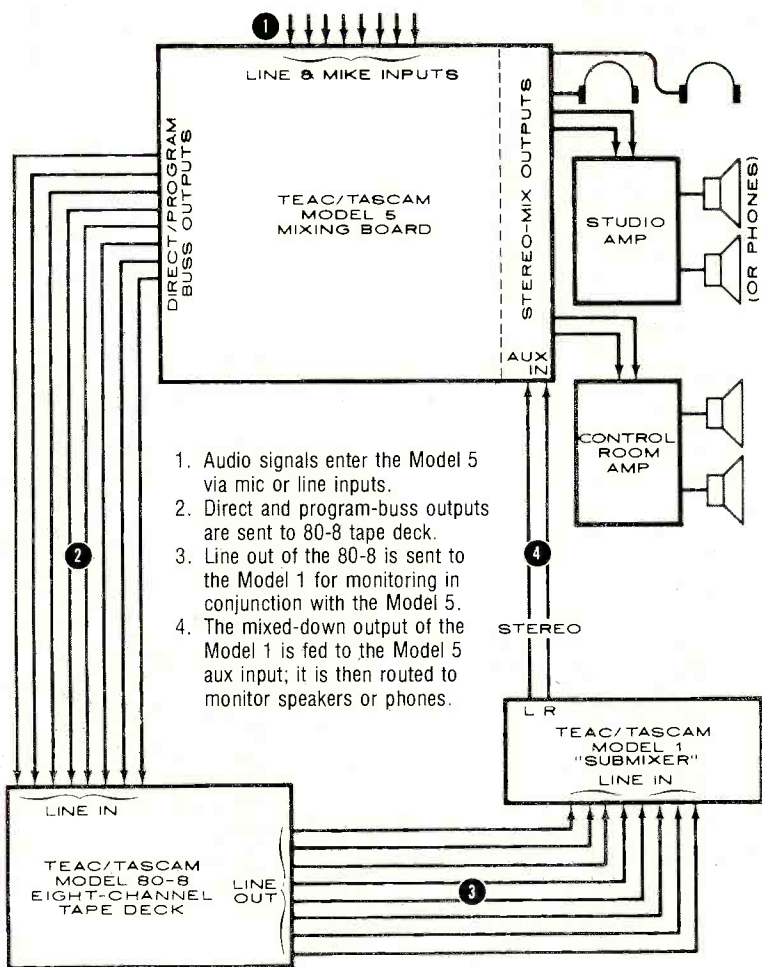 1
LINE & MIKE INPUTS
DIRECT/PROGRAM
BUSS OUTPUTS
TEAC/TASCAM
MODEL 5
MIXING BOARD
STEREO-MIX OUTPUTS
AUX
IN
STUDIO
AMP
(OR PHONES)
CONTROL
ROOM
AMP
1. Audio signals enter the Model 5
via mic or line inputs.
2. Direct and program-buss outputs
are sent to 80-8 tape deck.
3. Line out of the 80-8 is sent to
the Model 1 for monitoring in
conjunction with the Model 5.
4. The mixed-down output of the
Model 1 is fed to the Model 5
aux input; it is then routed to
monitor speakers or phones.
2
4
STEREO
L R
TEAC/TASCAM
MODEL 1
"SUBMIXER"
LINE IN
LINE IN
TEAC/TASCAM
MODEL 80-8
EIGHT-CHANNEL
TAPE DECK
LINE
OUT
3